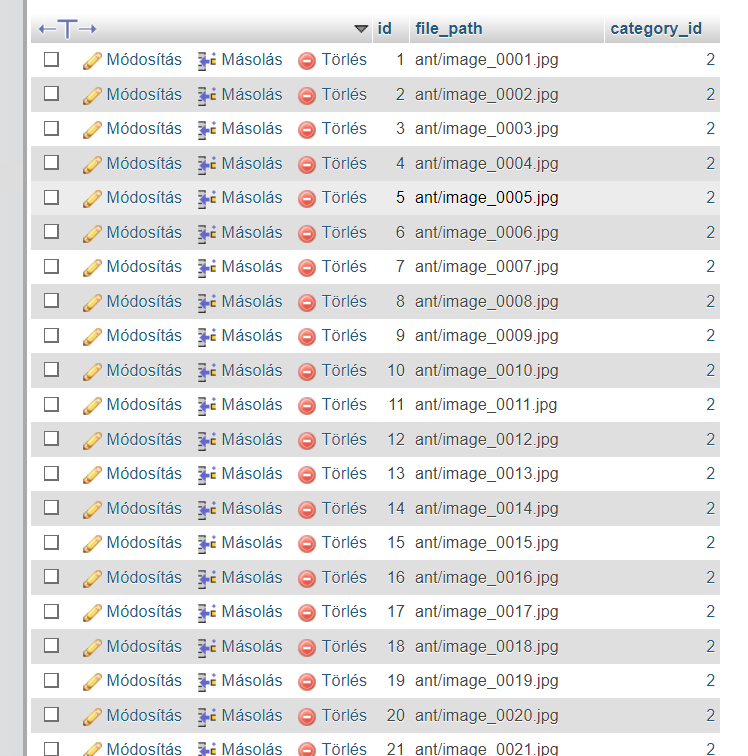 id file_path category_id
Módosítás Másolás Törlés 1 ant/image_0001.jpg 2
Módosítás Másolás Törlés 2 ant/image_0002.jpg 2
Módosítás Másolás Törlés 3 ant/image_0003.jpg 2
Módosítás Másolás Törlés 4 ant/image_0004.jpg 2
Módosítás Másolás Törlés 5 ant/image_0005.jpg 2
Módosítás Másolás Törlés 6 ant/image_0006.jpg 2
Módosítás Másolás Törlés 7 ant/image_0007.jpg 2
Módosítás Másolás Törlés 8 ant/image_0008.jpg 2
Módosítás Másolás Törlés 9 ant/image_0009.jpg 2
Módosítás Másolás Törlés 10 ant/image_0010.jpg 2
Módosítás Másolás Törlés 11 ant/image_0011.jpg 2
Módosítás Másolás Törlés 12 ant/image_0012.jpg 2
Módosítás Másolás Törlés 13 ant/image_0013.jpg 2
Módosítás Másolás Törlés 14 ant/image_0014.jpg 2
Módosítás Másolás Törlés 15 ant/image_0015.jpg 2
Módosítás Másolás Törlés 16 ant/image_0016.jpg 2
Módosítás Másolás Törlés 17 ant/image_0017.jpg 2
Módosítás Másolás Törlés 18 ant/image_0018.jpg 2
Módosítás Másolás Törlés 19 ant/image_0019.jpg 2
Módosítás Másolás Törlés 20 ant/image_0020.jpg 2
Módosítás Másolás Törlés 21 ant/image_0021.jpg 2